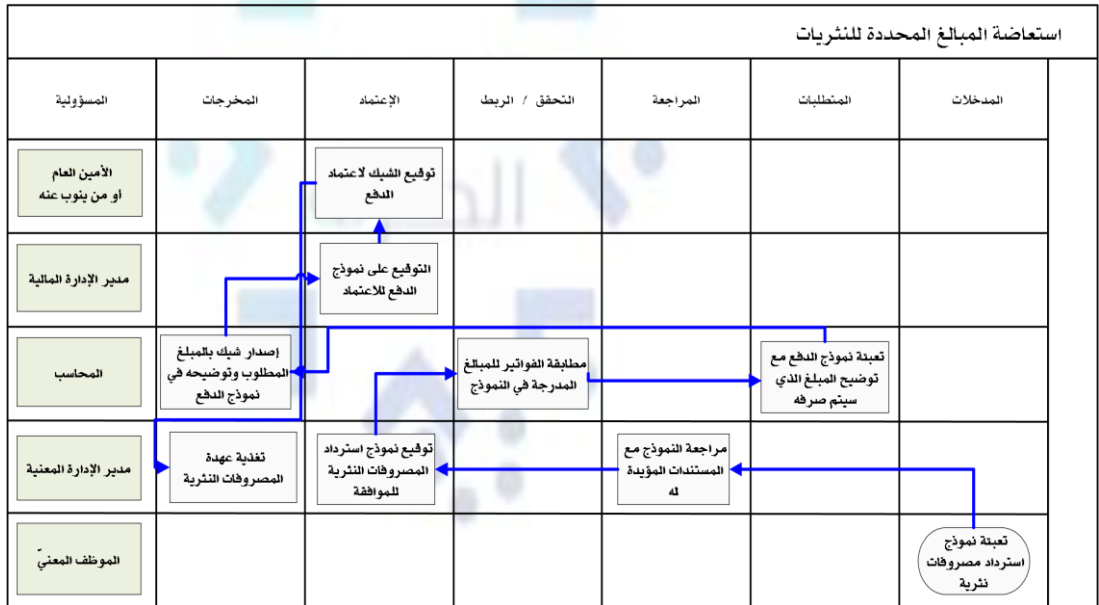 استعاضة المبالغ المحددة للنثريات
المدخلات
المتطلبات
المراجعة
التحقق / الربط
الإعتماد
المخرجات
المسؤولية
توقيع الشيك لاعتماد
الدفع
الأمين العام
أو من ينوب عنه
التوقيع على نموذج
الدفع للاعتماد
مدير الإدارة المالية
تعبئة نموذج الدفع مع
توضيح المبلغ الذي
سيتم صرفه
مطابقة الفواتير للمبالغ
المدرجة في النموذج
إصدار شيك بالمبلغ
المطلوب وتوضيحه في
نموذج الدفع
المحاسب
مراجعة النموذج مع
المستندات المؤيدة
له
توقيع نموذج استرداد
المصروفات النثرية
للموافقة
تغذية عهدة
المصروفات النثرية
مدير الإدارة المعنية
تعبئة نموذج
استرداد مصروفات
نثرية
الموظف المعنيّ